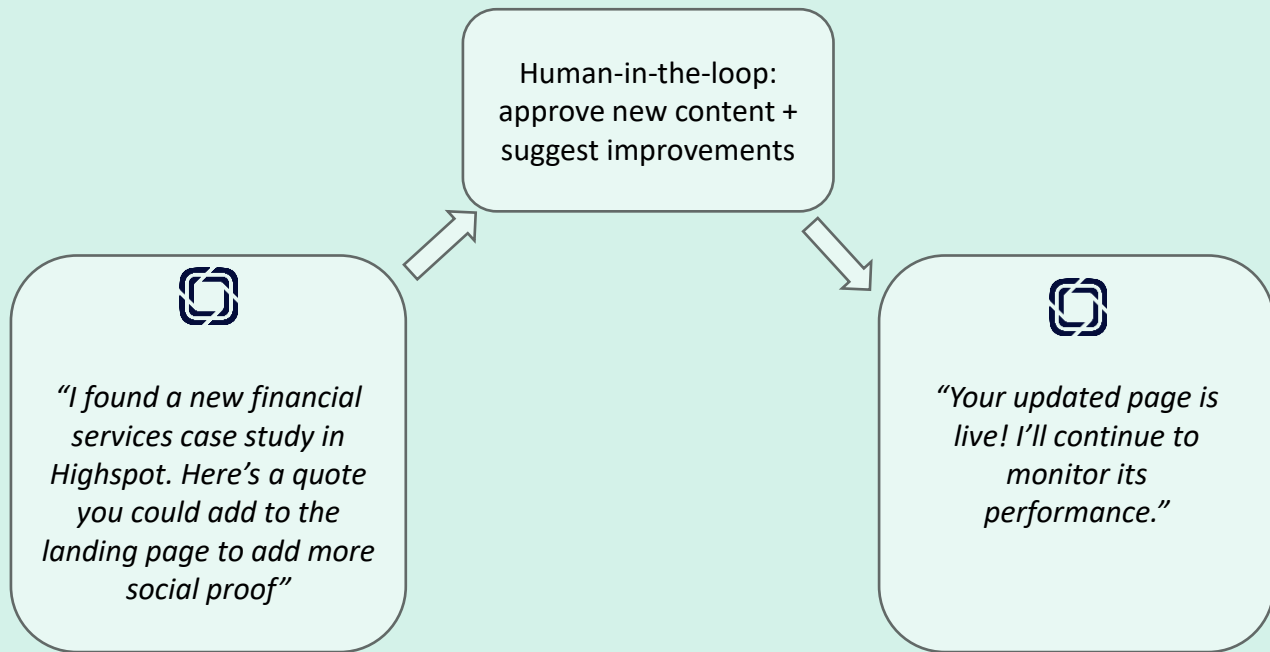 Human-in-the-loop:
approve new content +
suggest improvements
“I found a new financial
services case study in
Highspot. Here’s a quote
you could add to the
landing page to add more
social proof”
“Your updated page is
live! I’ll continue to
monitor its
performance.”